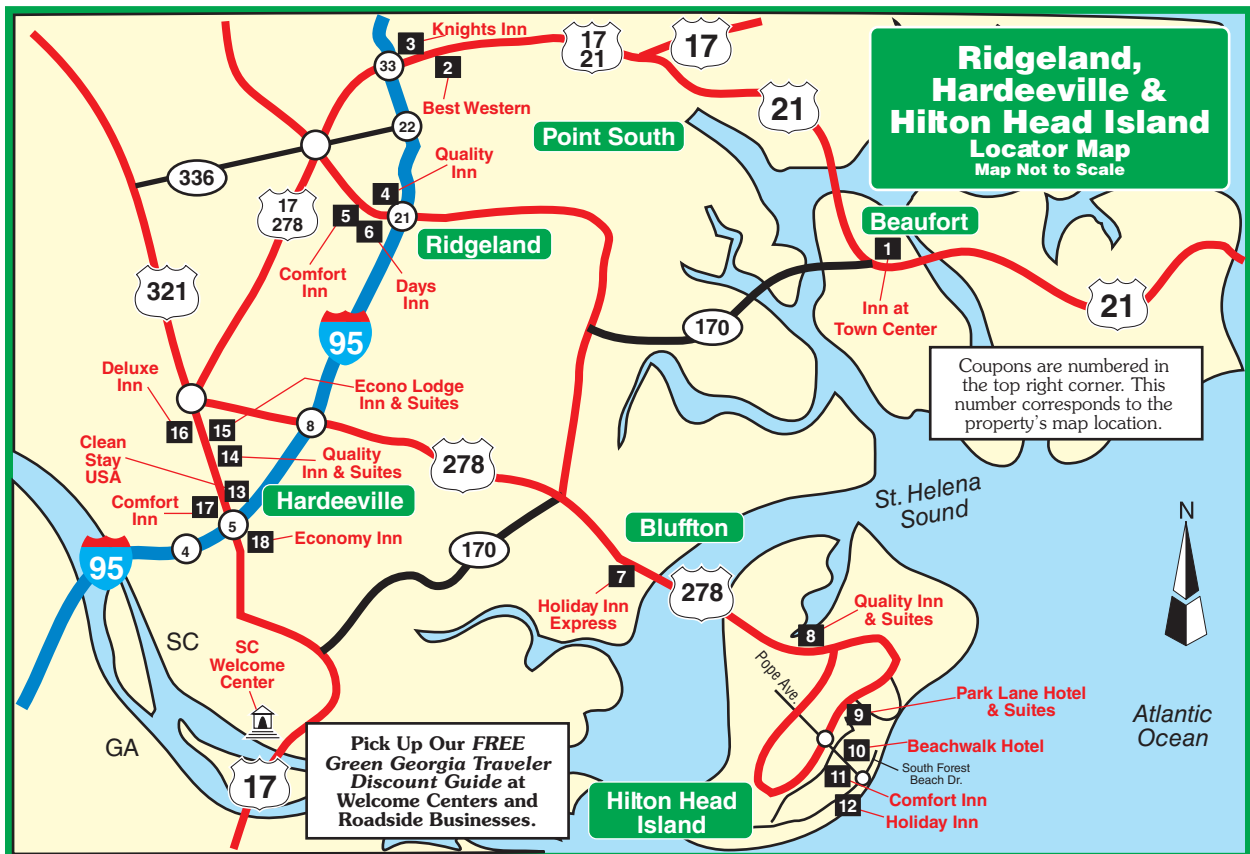 Ridgeland,
Hardeeville &
Hilton Head Island
Locator Map
Map Not to Scale
3
Knights Inn
33
2
Best Western
17
21
17
21
22
Point South
336
Quality
Inn
4
17
278
5
6
21
Ridgeland
Comfort
Inn
Days
Inn
Beaufort
1
Inn at
Town Center
21
321
95
170
Coupons are numbered in
the top right corner. This
number corresponds to the
property's map location.
Deluxe
Inn
16
15
Econo Lodge
Inn & Suites
8
14
Quality
Inn & Suites
Clean
Stay
USA
13
Comfort
Inn
17
Hardeeville
5
18
Economy Inn
4
95
278
170
St. Helena
Sound
Bluffton
7
Holiday Inn
Express
278
N
Quality Inn
& Suites
8
SC
SC
Welcome
Center
GA
17
Pick Up Our FREE
Green Georgia Traveler
Discount Guide at
Welcome Centers and
Roadside Businesses.
Pope Ave.
9
Park Lane Hotel
& Suites
10
Beachwalk Hotel
South Forest
Beach Dr.
11
Comfort Inn
12
Holiday Inn
Hilton Head
Island
Atlantic
Ocean